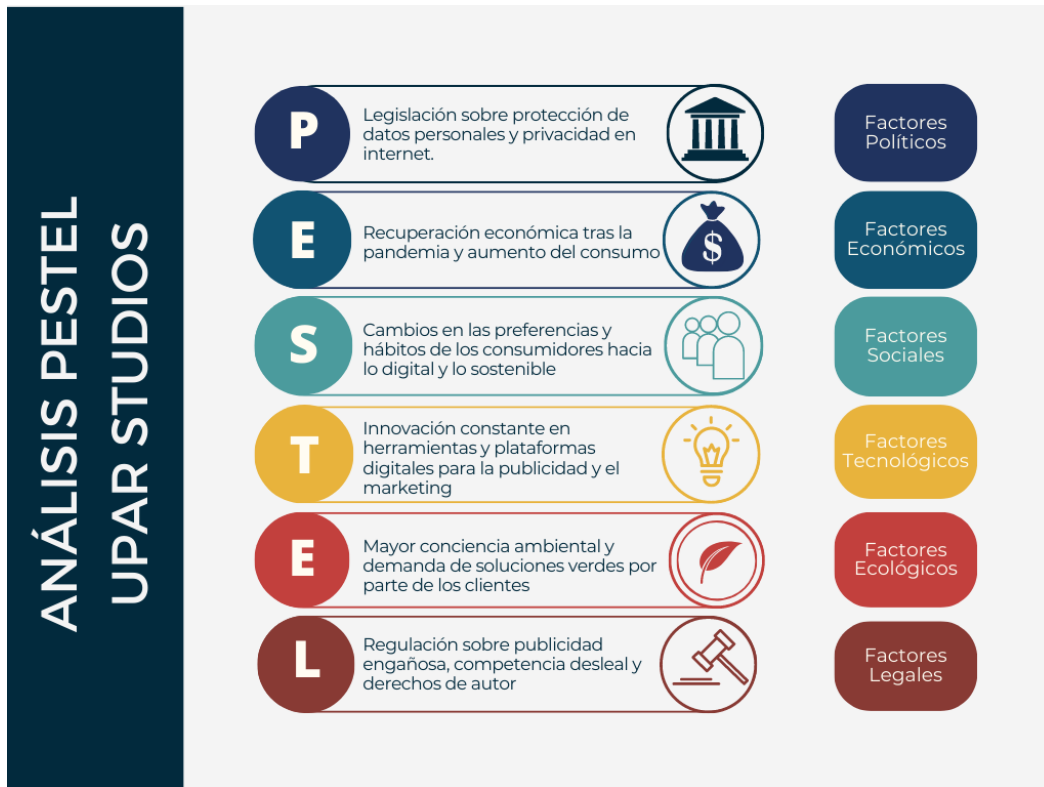 ANÁLISIS PESTEL
UPAR STUDIOS
P
Legislación sobre protección de
datos personales y privacidad en
internet.
Factores
Políticos
E
Recuperación económica tras la
pandemia y aumento del consumo
$
Factores
Económicos
S
Cambios en las preferencias y
hábitos de los consumidores hacia
lo digital y lo sostenible
Factores
Sociales
T
Innovación constante en
herramientas y plataformas
digitales para la publicidad y el
marketing
Factores
Tecnológicos
E
Mayor conciencia ambiental y
demanda de soluciones verdes por
parte de los clientes
Factores
Ecológicos
L
Regulación sobre publicidad
engañosa, competencia desleal y
derechos de autor
Factores
Legales